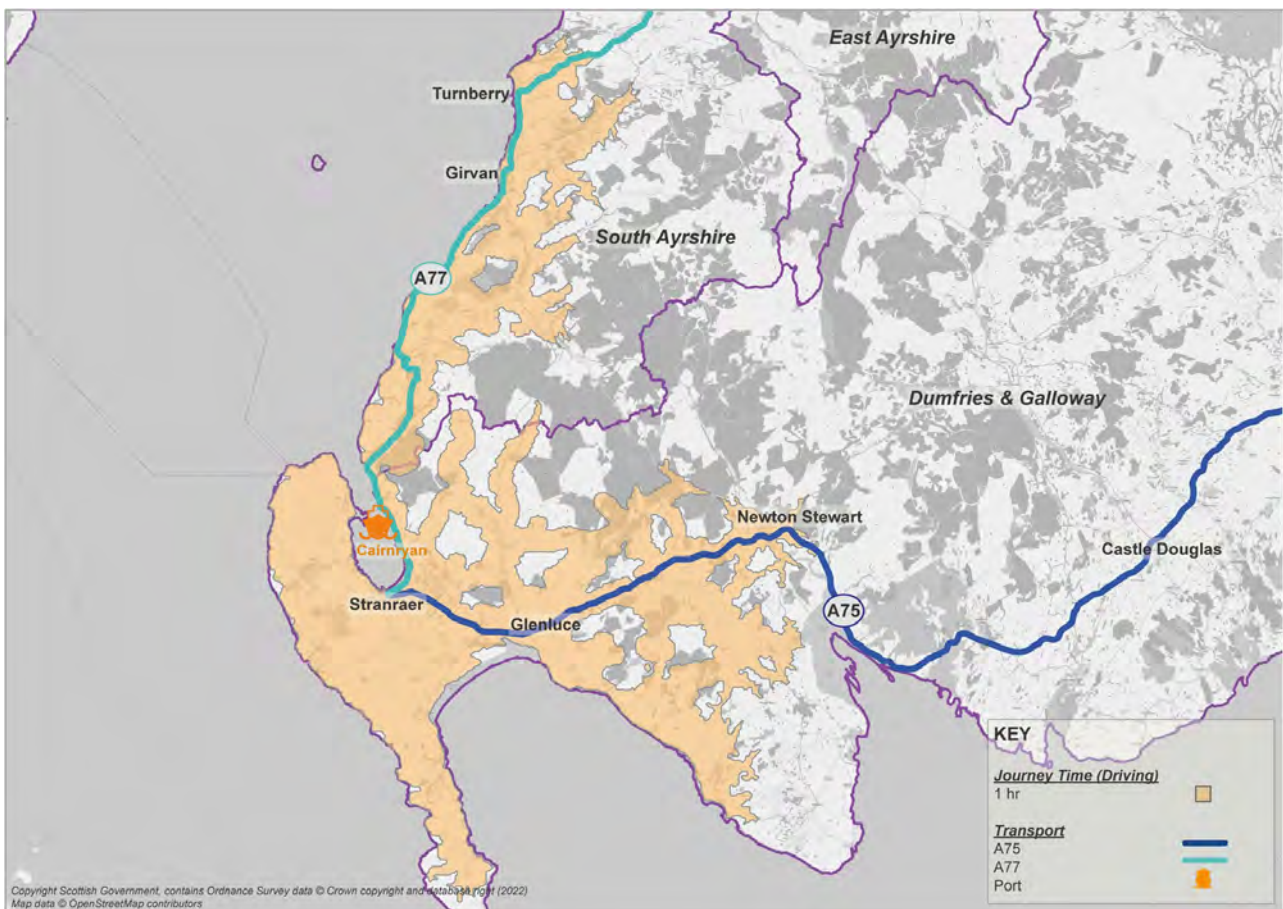 East Ayrshire
Turnberry
Girvan
South Ayrshire
A77
Dumfries & Galloway
Newton Stewart
Cairnryan
Castle Douglas
Stranraer
A75
Glenluce
KEY
Journey Time (Driving)
1 hr
Transport
A75
A77
Port
Copyright Scottish Government, contains Ordnance Survey data © Crown copyright and database right (2022)
Map data © OpenStreetMap contributors